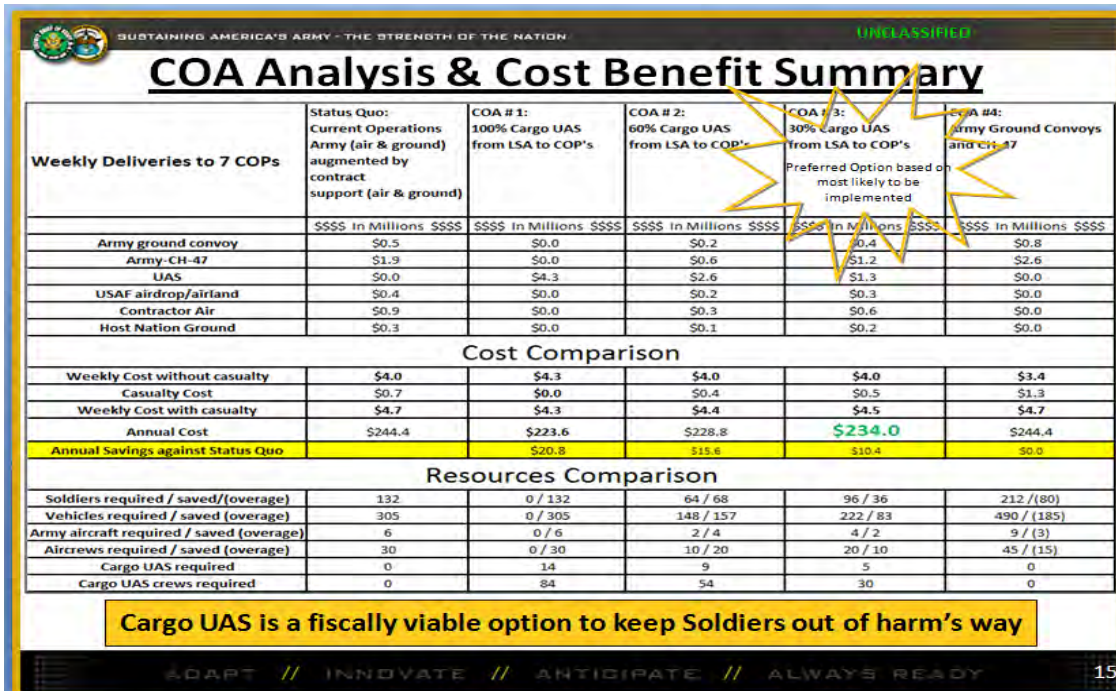 SUSTAINING AMERICA'S ARMY - THE STRENGTH OF THE NATION
UNCLASSIFIED
COA Analysis & Cost Benefit Summary
Weekly Deliveries to 7 COPs
Status Quo:
Current Operations
Army (air & ground)
augmented by
contract
support (air & ground)
COA # 1:
100% Cargo UAS
from LSA to COP's
COA # 2:
60% Cargo UAS
from LSA to COP's
COA # 3:
30% Cargo UAS
from LSA to COP's
Preferred Option based on
most likely to be
implemented
COA #4:
Army Ground Convoys
and CH-47
$$$$ In Millions $$$$ $$$$ In Millions $$$$ $$$$ In Millions $$$$ $$$$ In Millions $$$$ $$$$ In Millions $$$$
Army ground convoy $0.5 $0.0 $0.2 $0.4 $0.8
Army-CH-47 $1.9 $0.0 $0.6 $1.2 $2.6
UAS $0.0 $4.3 $2.6 $1.3 $0.0
USAF airdrop/airland $0.4 $0.0 $0.2 $0.3 $0.0
Contractor Air $0.9 $0.0 $0.3 $0.6 $0.0
Host Nation Ground $0.3 $0.0 $0.1 $0.2 $0.0
Cost Comparison
Weekly Cost without casualty $4.0 $4.3 $4.0 $4.0 $3.4
Casualty Cost $0.7 $0.0 $0.4 $0.5 $1.3
Weekly Cost with casualty $4.7 $4.3 $4.4 $4.5 $4.7
Annual Cost $244.4 $223.6 $228.8 $234.0 $244.4
Annual Savings against Status Quo $20.8 $15.6 $10.4 $0.0
Resources Comparison
Soldiers required / saved/(overage) 132 0 / 132 64 / 68 96 / 36 212 /(80)
Vehicles required / saved (overage) 305 0 / 305 148 / 157 222 / 83 490 / (185)
Army aircraft required / saved (overage) 6 0 / 6 2 / 4 4 / 2 9 / (3)
Aircrews required / saved (overage) 30 0 / 30 10 / 20 20 / 10 45 / (15)
Cargo UAS required 0 14 9 5 0
Cargo UAS crews required 0 84 54 30 0
Cargo UAS is a fiscally viable option to keep Soldiers out of harm's way
ADAPT // INNOVATE // ANTICIPATE // ALWAYS READY
15